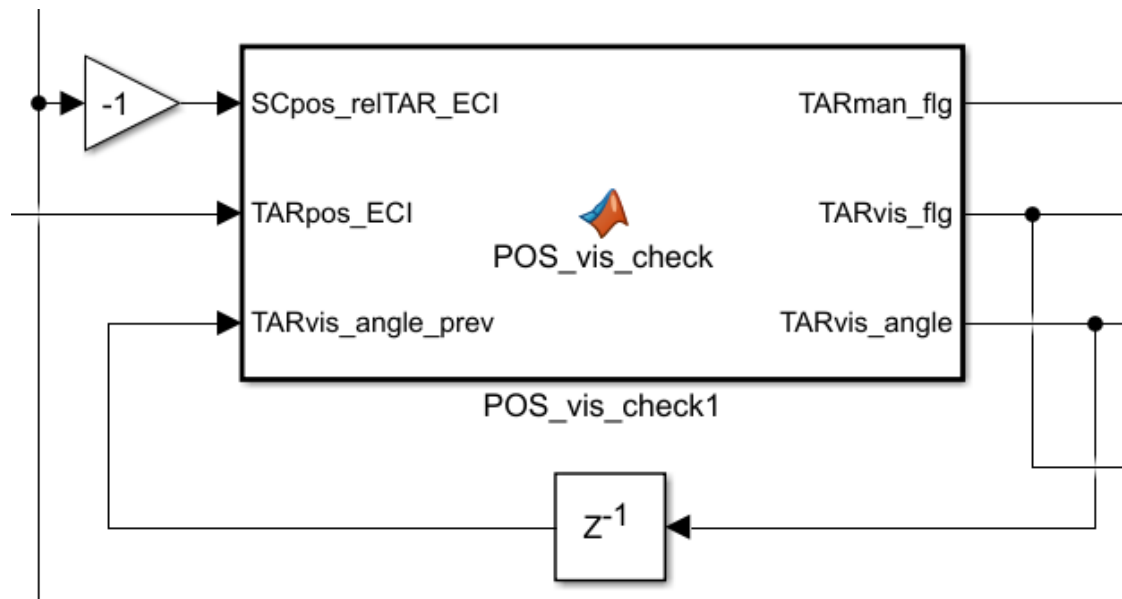 -1
SCpos_relTAR_ECI
TARman_flg
TARpos_ECI
TARvis_flg
POS_vis_check
TARvis_angle_prev
TARvis_angle
POS_vis_check1
Z-1